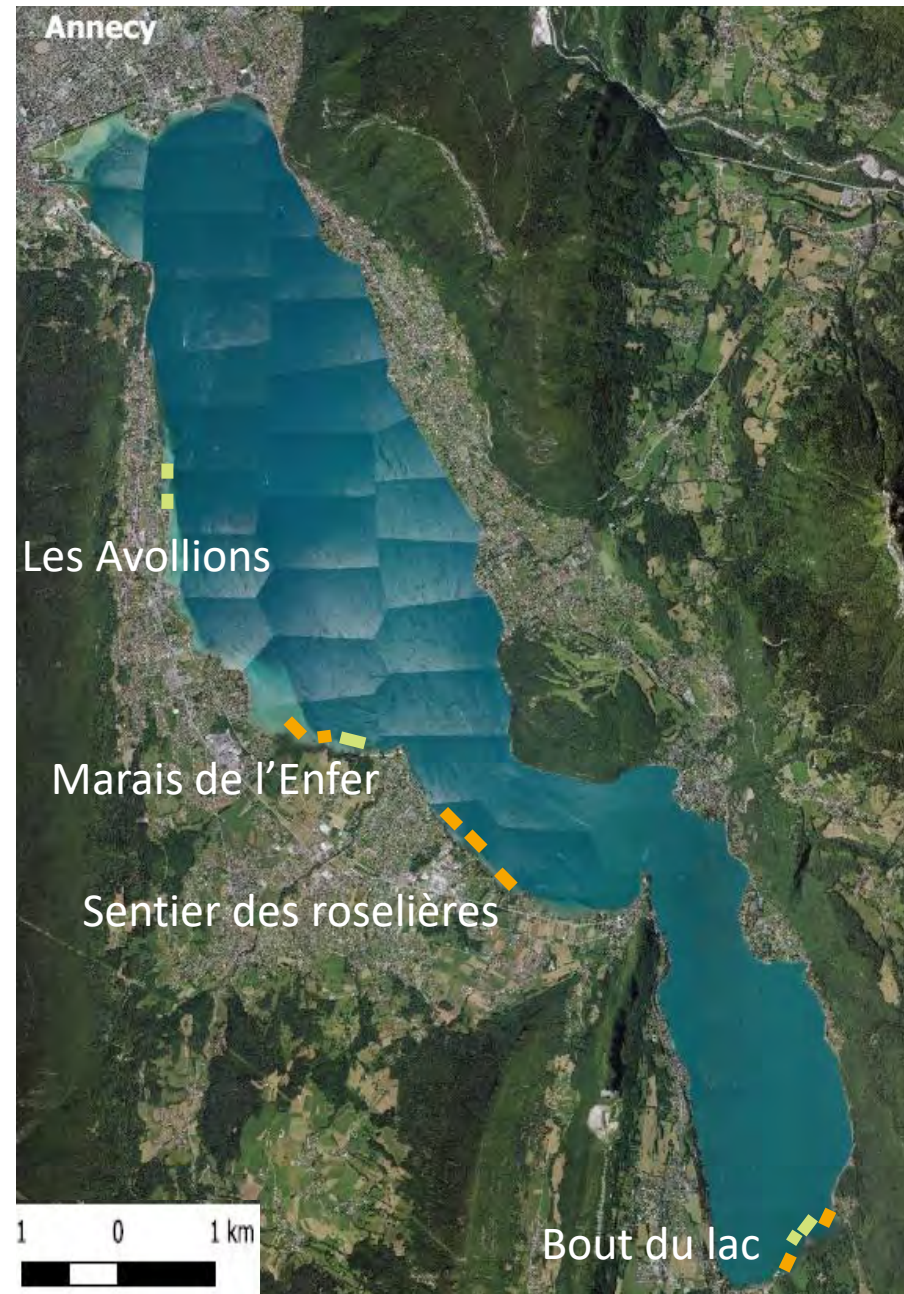 Annecy
Les Avollions
Marais de l'Enfer
Sentier des roselières
Bout du lac
1 0 1 km